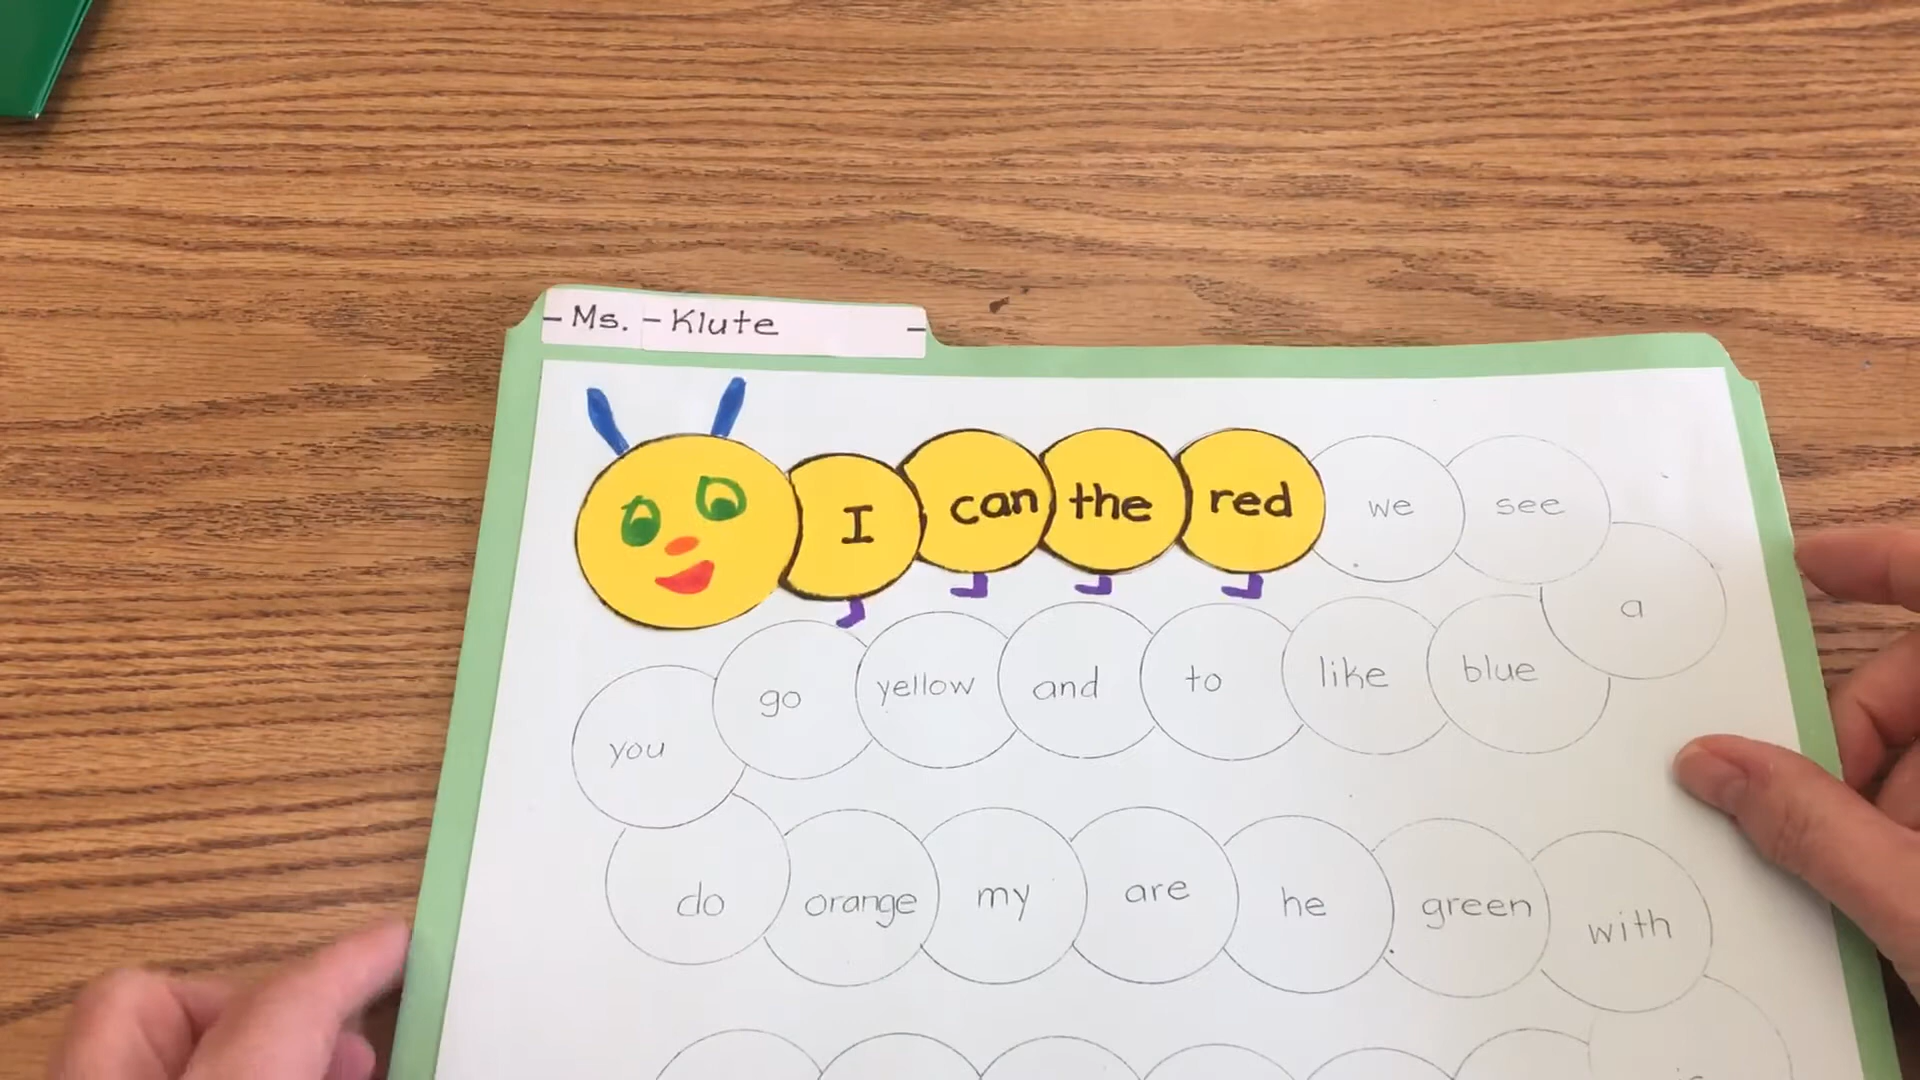 Ms. - Klute
I can the red we see
a
you go yellow and to like blue
do orange my are he green with